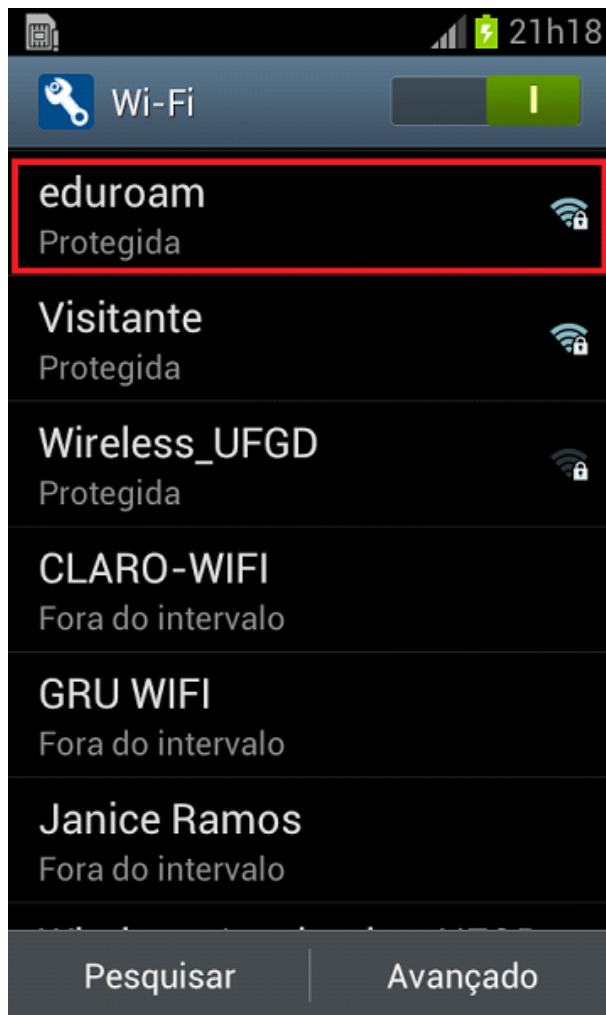 21h18
Wi-Fi
eduroam
Protegida
Visitante
Protegida
Wireless_UFGD
Protegida
CLARO-WIFI
Fora do intervalo
GRU WIFI
Fora do intervalo
Janice Ramos
Fora do intervalo
Pesquisar
Avançado